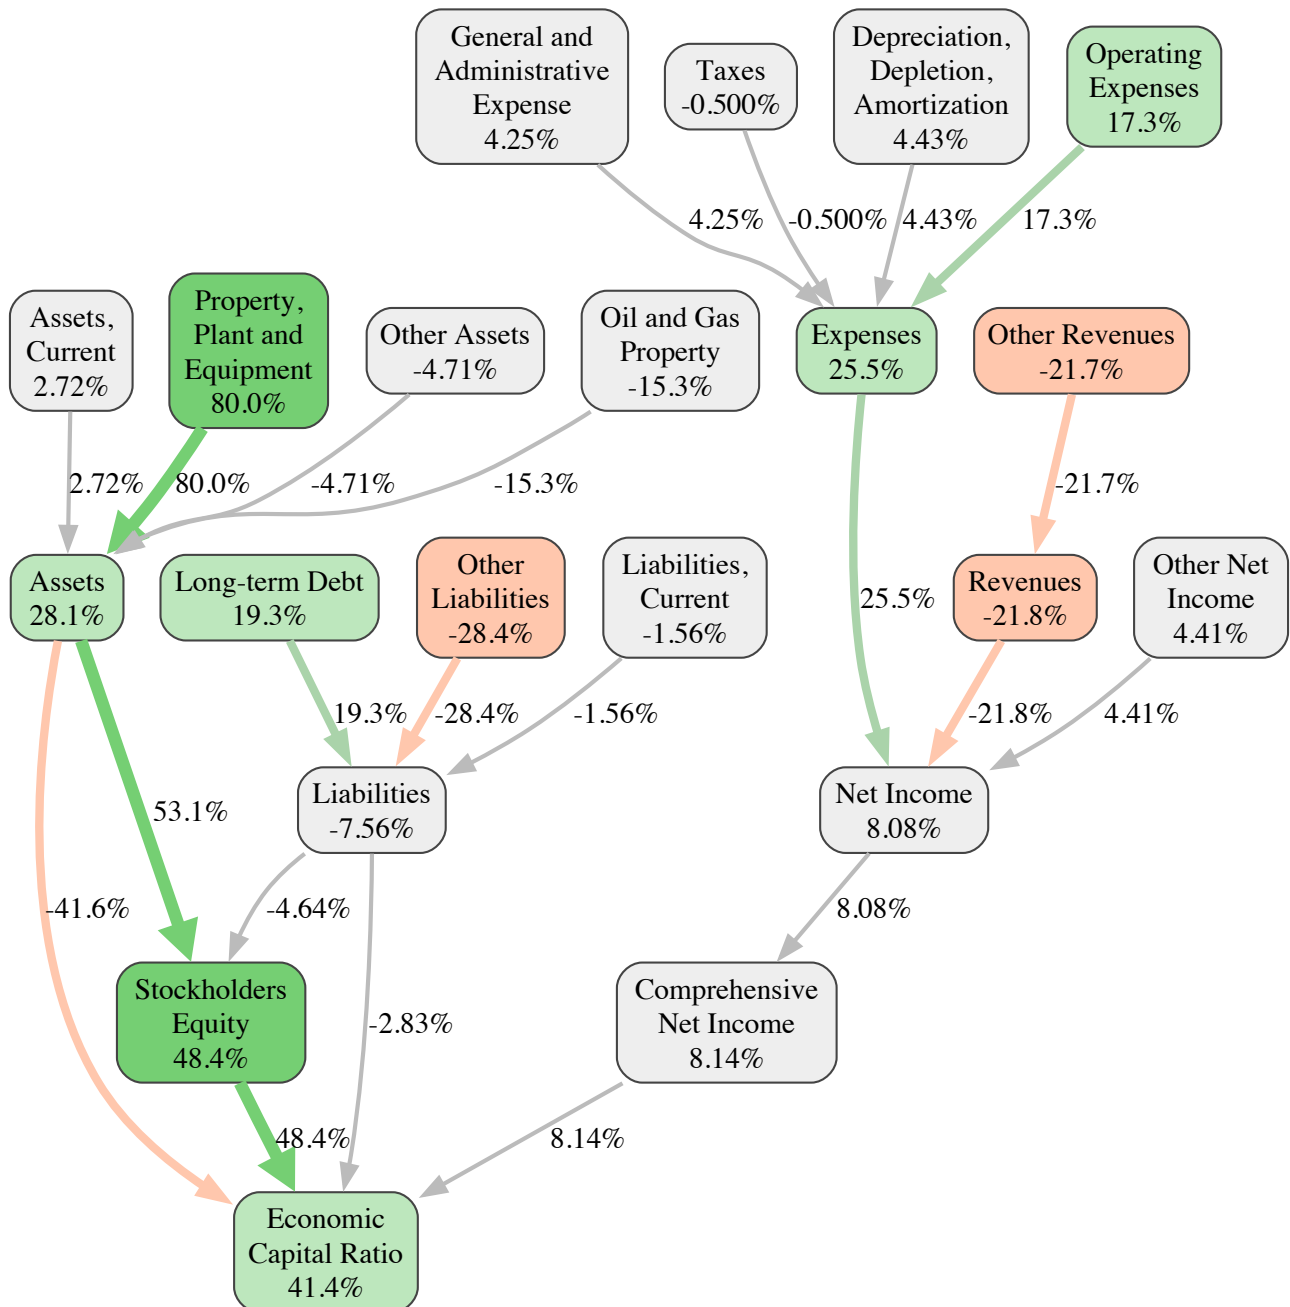 General and
Administrative
Expense
4.25%
Taxes
-0.500%
Depreciation,
Depletion,
Amortization
4.43%
Operating
Expenses
17.3%
4.25%
-0.500%
4.43%
17.3%
Assets,
Current
2.72%
Property,
Plant and
Equipment
80.0%
Other Assets
-4.71%
Oil and Gas
Property
-15.3%
Expenses
25.5%
Other Revenues
-21.7%
2.72%
80.0%
-4.71%
-15.3%
-21.7%
Assets
28.1%
Long-term Debt
19.3%
Other
Liabilities
-28.4%
Liabilities,
Current
-1.56%
25.5%
Revenues
-21.8%
Other Net
Income
4.41%
19.3%
-28.4%
-1.56%
-21.8%
4.41%
53.1%
Liabilities
-7.56%
Net Income
8.08%
-41.6%
-4.64%
8.08%
Stockholders
Equity
48.4%
-2.83%
Comprehensive
Net Income
8.14%
48.4%
8.14%
Economic
Capital Ratio
41.4%